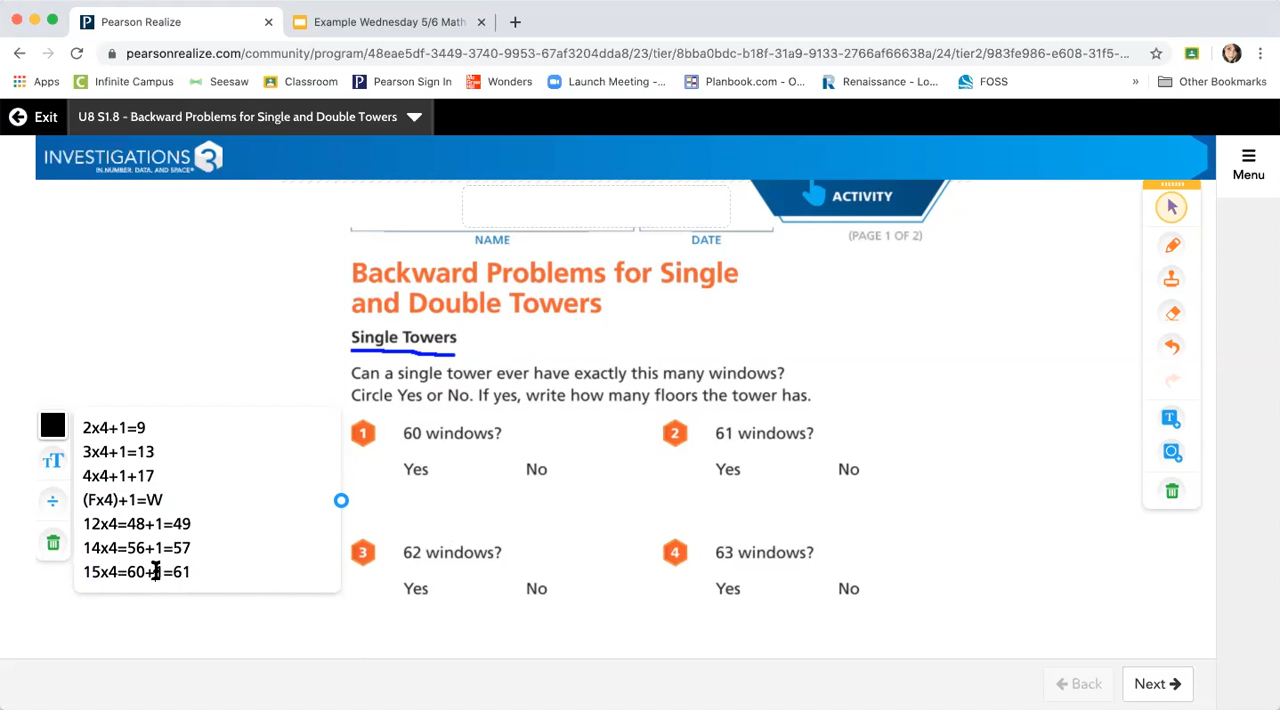 Pearson Realize
Example Wednesday 5/6 Math
pearsonrealize.com/community/program/48eae5df-3449-3740-9953-67af3204dda8/23/tier/8bba0bdc-b18f-31a9-9133-2766af66638a/24/tier2/983fe986-e608-31f5-...
Apps
Infinite Campus
Seesaw
Classroom
Pearson Sign In
Wonders
Launch Meeting -...
Planbook.com - O...
Renaissance - Lo...
FOSS
»
Other Bookmarks
Exit
U8 S1.8 - Backward Problems for Single and Double Towers
INVESTIGATIONS 3
IN NUMBER, DATA, AND SPACE®
Menu
ACTIVITY
NAME
DATE
(PAGE 1 OF 2)
Backward Problems for Single
and Double Towers
Single Towers
Can a single tower ever have exactly this many windows?
Circle Yes or No. If yes, write how many floors the tower has.
1 60 windows?
Yes No
2 61 windows?
Yes No
3 62 windows?
Yes No
4 63 windows?
Yes No
TT
÷
2x4+1=9
3x4+1=13
4x4+1+17
(Fx4)+1=W
12x4=48+1=49
14x4=56+1=57
15x4=60+1=61
T
Back
Next